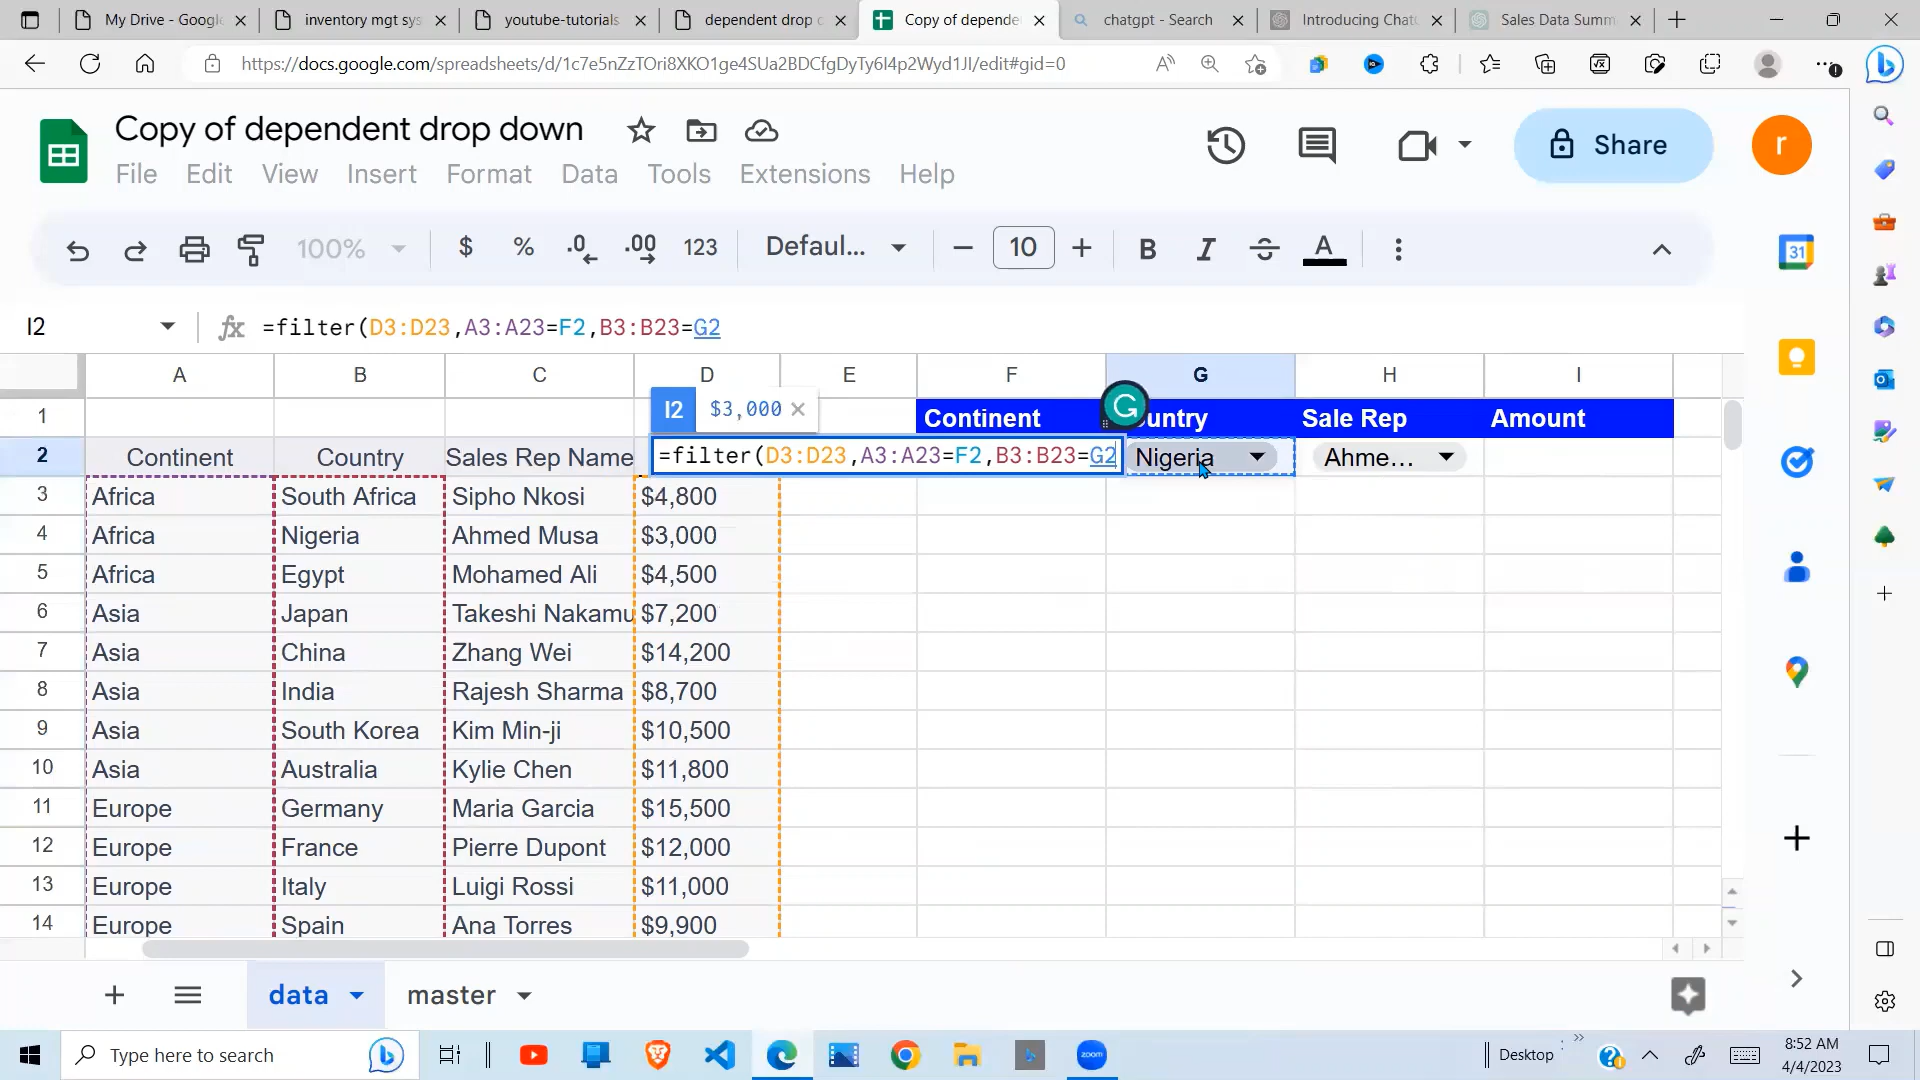 My Drive - Google
inventory mgt sys
youtube-tutorials
dependent drop
Copy of depende
chatgpt - Search
Introducing Chat
Sales Data Summ
https://docs.google.com/spreadsheets/d/1c7e5nZzTOri8XKO1ge4SUa2BDCfgDyTy6I4p2Wyd1JI/edit#gid=0
Copy of dependent drop down
Share
r
File Edit View Insert Format Data Tools Extensions Help
100% $ % .0 .00 123 Defaul... 10 B I A
31
I2 fx =filter(D3:D23,A3:A23=F2,B3:B23=G2
A B C D E F G H I
I2 $3,000
1 Continent untry Sale Rep Amount
2 Continent Country Sales Rep Name =filter(D3:D23,A3:A23=F2,B3:B23=G2 Nigeria Ahme...
3 Africa South Africa Sipho Nkosi $4,800
4 Africa Nigeria Ahmed Musa $3,000
5 Africa Egypt Mohamed Ali $4,500
6 Asia Japan Takeshi Nakamu $7,200
7 Asia China Zhang Wei $14,200
8 Asia India Rajesh Sharma $8,700
9 Asia South Korea Kim Min-ji $10,500
10 Asia Australia Kylie Chen $11,800
11 Europe Germany Maria Garcia $15,500
12 Europe France Pierre Dupont $12,000
13 Europe Italy Luigi Rossi $11,000
14 Europe Spain Ana Torres $9,900
data master
Type here to search
zoom
Desktop
8:52 AM
4/4/2023